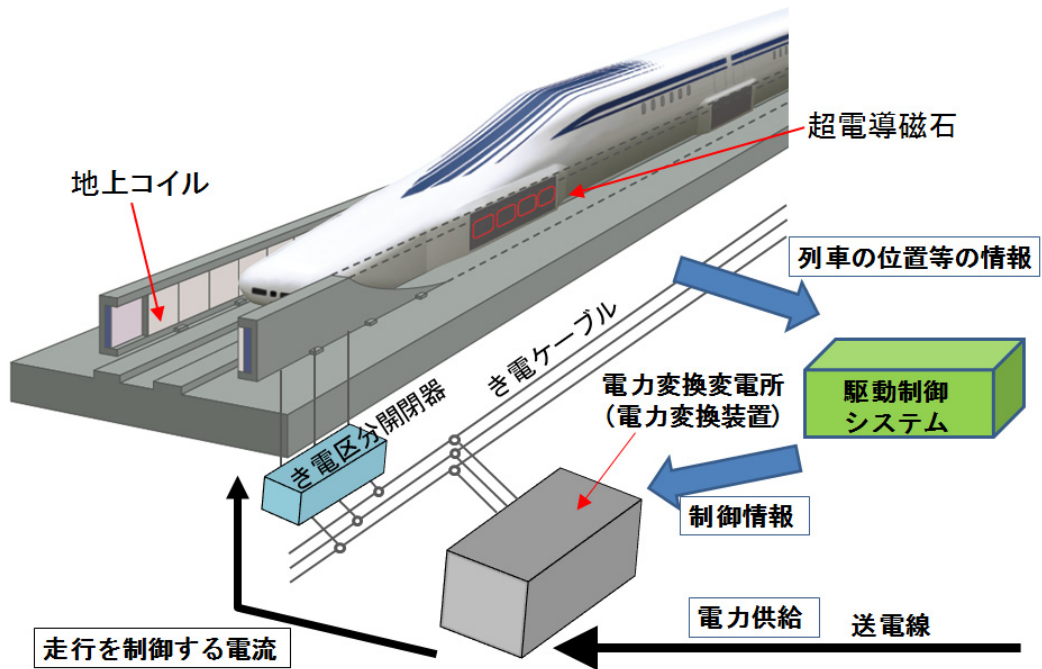 超電導磁石
地上コイル
列車の位置等の情報
き電ケーブル
電力変換変電所
(電力変換装置)
駆動制御
システム
き電区分開閉器
制御情報
電力供給
送電線
走行を制御する電流